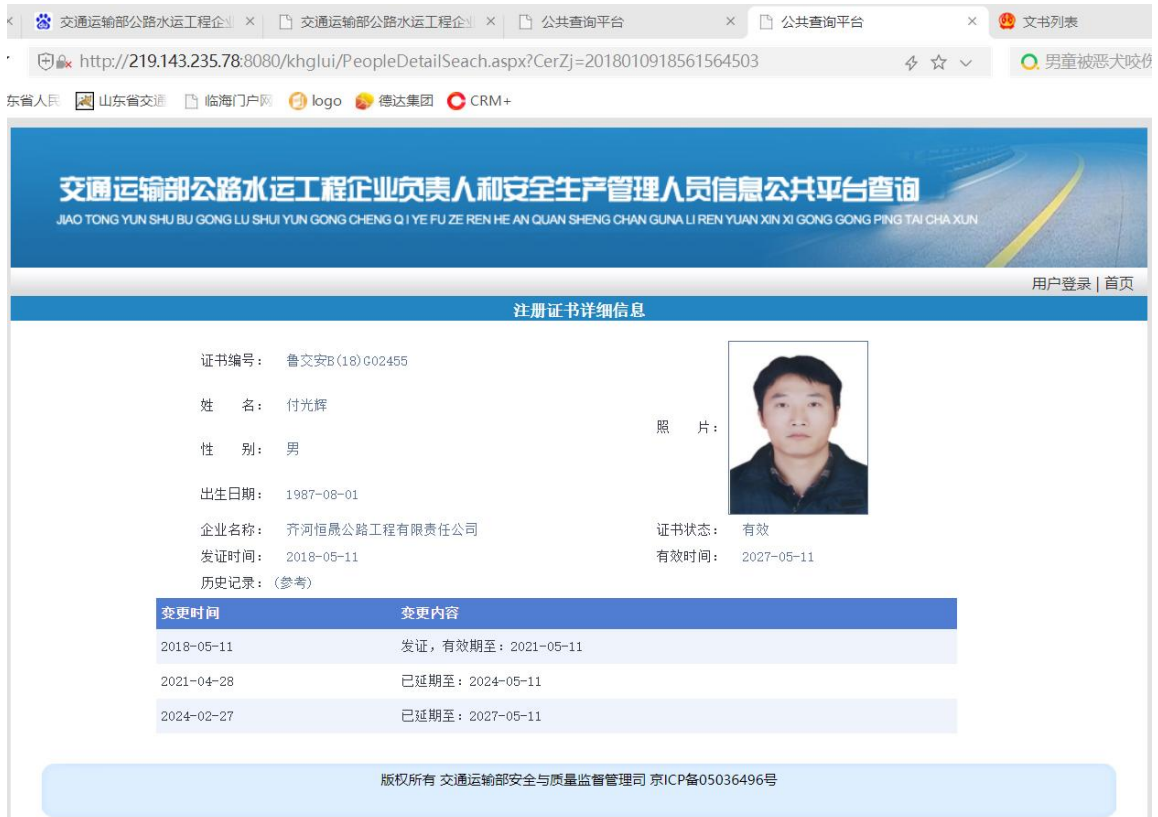 交通运输部公路水运工程企业
交通运输部公路水运工程企业
公共查询平台
公共查询平台
文书列表
http://219.143.235.78:8080/khglui/PeopleDetailSeach.aspx?CerZj=2018010918561564503
男童被恶犬咬伤
东省人民 山东省交通 临海门户网 logo 德达集团 CRM+
交通运输部公路水运工程企业负责人和安全生产管理人员信息公共平台查询
JIAO TONG YUN SHU BU GONG LU SHUI YUN GONG CHENG QI YE FU ZE REN HE AN QUAN SHENG CHAN GUNA LI REN YUAN XIN XI GONG GONG PING TAI CHA XUN
用户登录 | 首页
注册证书详细信息
证书编号: 鲁交安B(18)G02455
姓 名: 付光辉
照 片:
性 别: 男
出生日期: 1987-08-01
企业名称: 齐河恒晟公路工程有限责任公司 证书状态: 有效
发证时间: 2018-05-11 有效时间: 2027-05-11
历史记录: (参考)
变更时间 变更内容
2018-05-11 发证，有效期至: 2021-05-11
2021-04-28 已延期至: 2024-05-11
2024-02-27 已延期至: 2027-05-11
版权所有 交通运输部安全与质量监督管理司 京ICP备05036496号